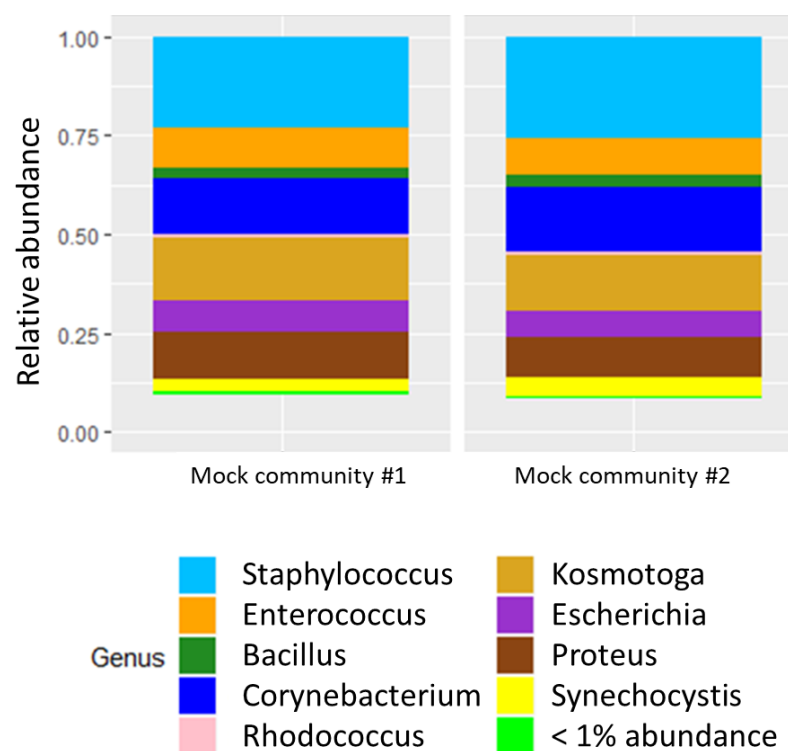 1.00
0.75
0.50
0.25
0.00
Relative abundance
Mock community #1
Mock community #2
Genus
Staphylococcus
Enterococcus
Bacillus
Corynebacterium
Rhodococcus
Kosmotoga
Escherichia
Proteus
Synechocystis
< 1% abundance